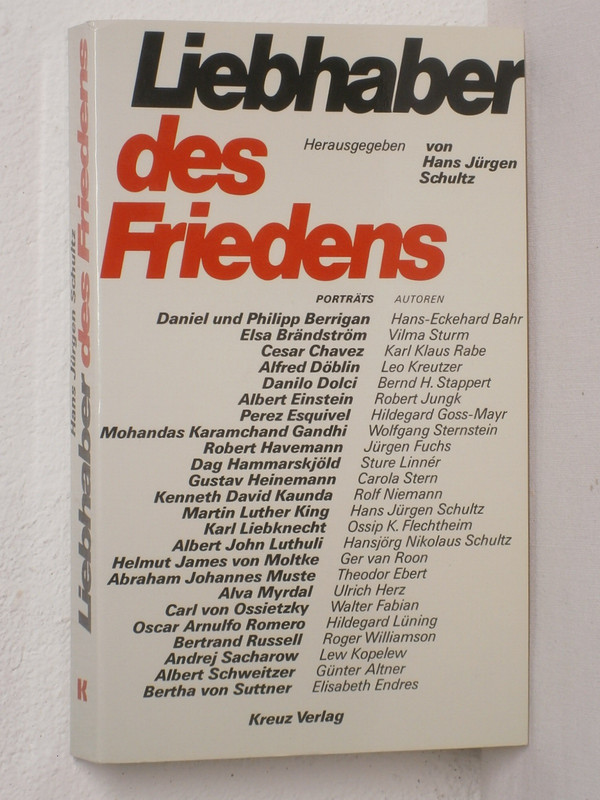 Liebhaber
des
Friedens
Herausgegeben von
Hans Jürgen
Schultz
PORTRÄTS AUTOREN
Daniel und Philipp Berrigan Hans-Eckehard Bahr
Elsa Brändström Vilma Sturm
Cesar Chavez Karl Klaus Rabe
Alfred Döblin Leo Kreutzer
Danilo Dolci Bernd H. Stappert
Albert Einstein Robert Jungk
Perez Esquivel Hildegard Goss-Mayr
Mohandas Karamchand Gandhi Wolfgang Sternstein
Robert Havemann Jürgen Fuchs
Dag Hammarskjöld Sture Linnér
Gustav Heinemann Carola Stern
Kenneth David Kaunda Rolf Niemann
Martin Luther King Hans Jürgen Schultz
Karl Liebknecht Ossip K. Flechtheim
Albert John Luthuli Hansjörg Nikolaus Schultz
Helmut James von Moltke Ger van Roon
Abraham Johannes Muste Theodor Ebert
Alva Myrdal Ulrich Herz
Carl von Ossietzky Walter Fabian
Oscar Arnulfo Romero Hildegard Lüning
Bertrand Russell Roger Williamson
Andrej Sacharow Lew Kopelew
Albert Schweitzer Günter Altner
Bertha von Suttner Elisabeth Endres
Kreuz Verlag
Hans Jürgen Schultz
Liebhaber des Friedens
K